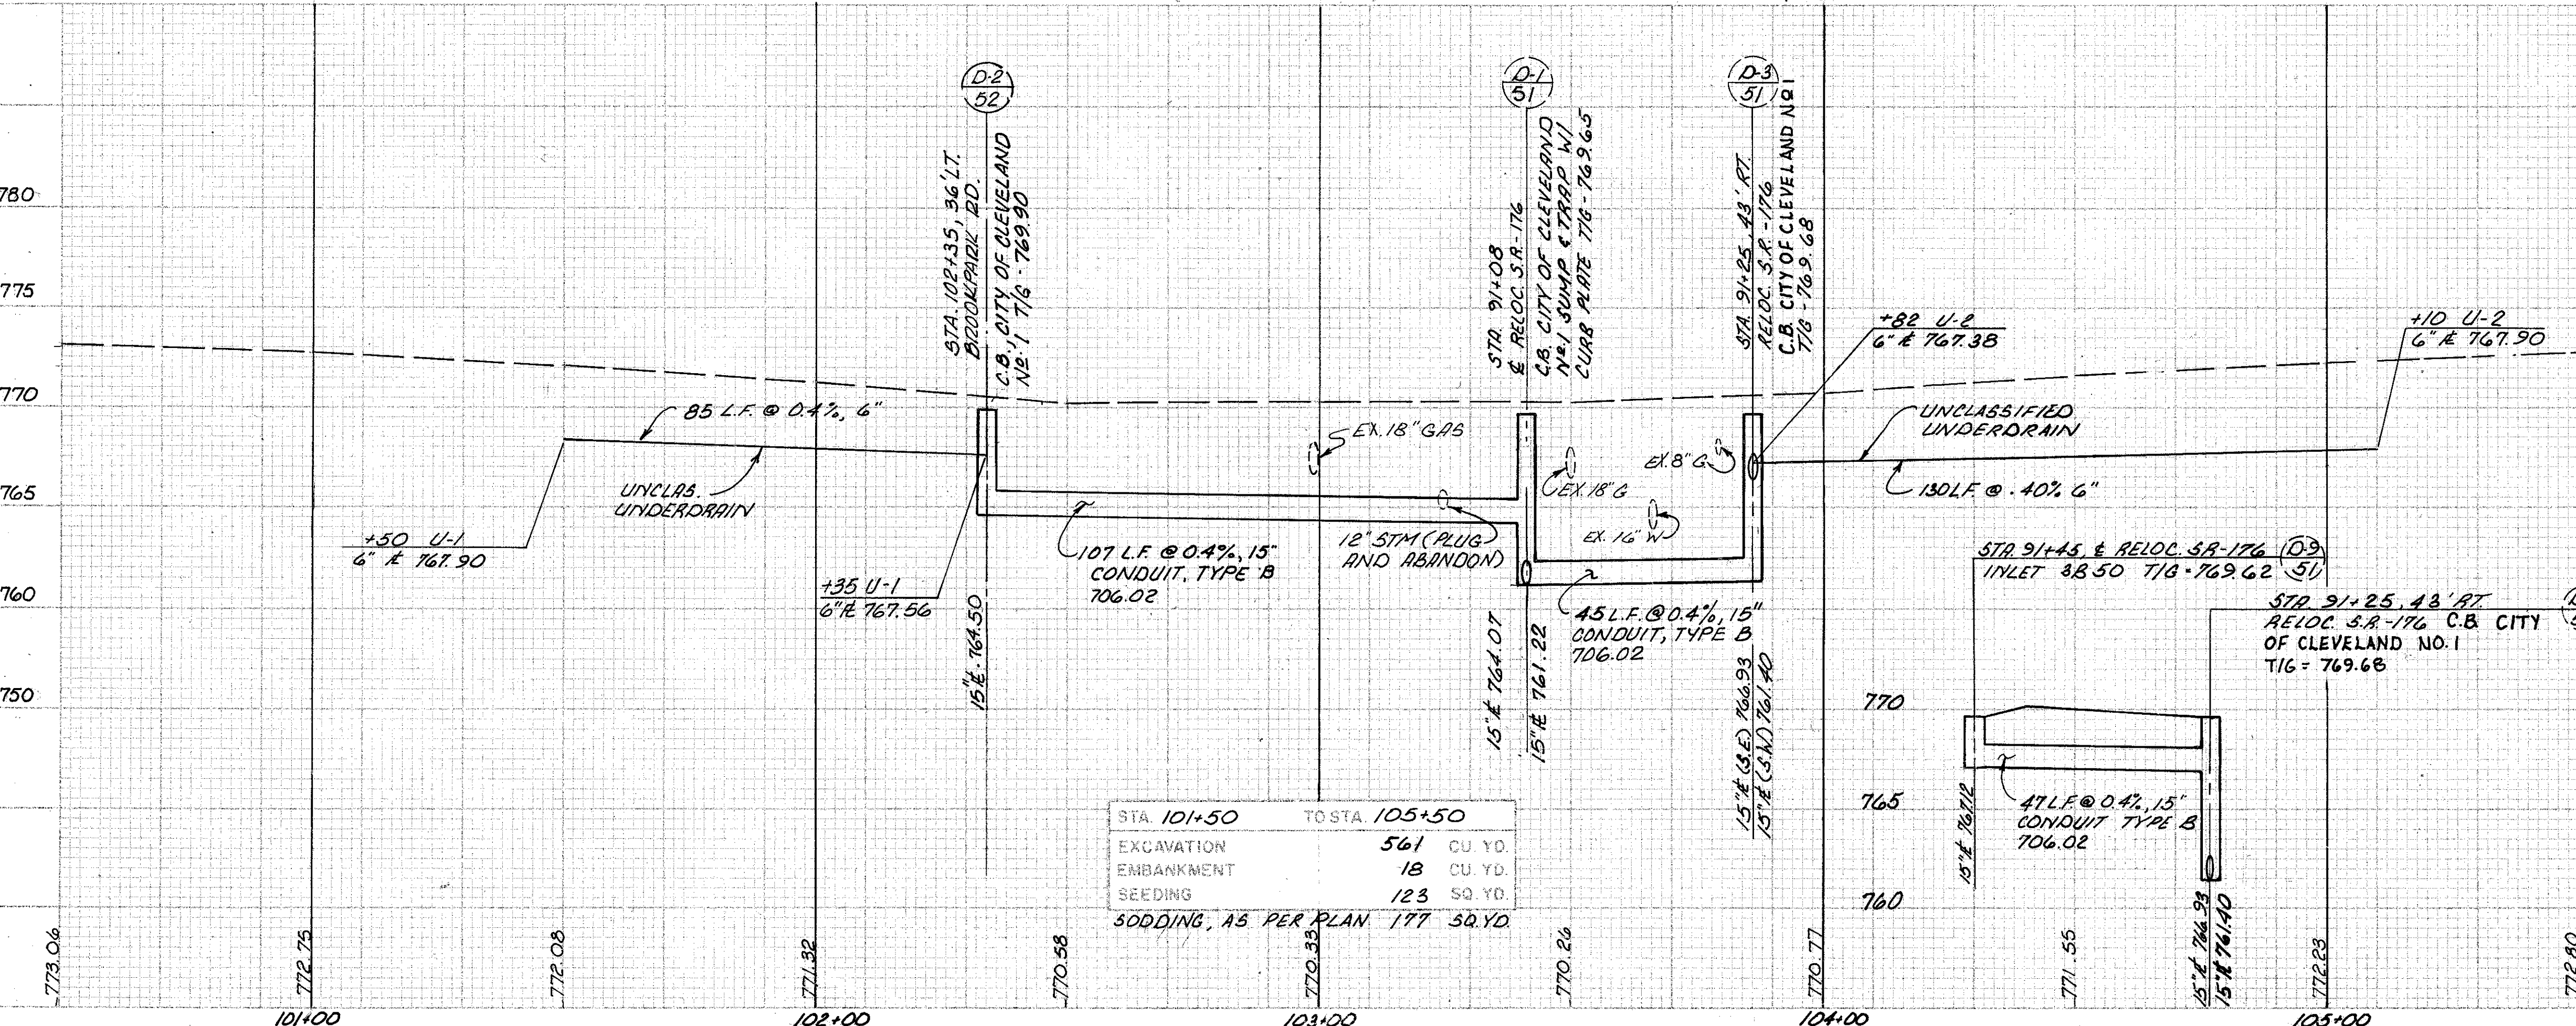 780
775
770
765
760
750
D-2
52
STA. 102+35, 36' LT.
BROOKPARK RD.
C.B., CITY OF CLEVELAND
No. 1 T/G - 769.90
D-1
51
STA. 91+08
℄ RELOC. S.R.-176
C.B. CITY OF CLEVELAND
No. 1 SUMP & TRAP W/
CURB PLATE T/G - 769.65
D-3
51
STA. 91+25, 43' RT.
RELOC. S.R.-176
C.B. CITY OF CLEVELAND No 1
T/G - 769.68
+82 U-2
6" ℄ 767.38
+10 U-2
6" ℄ 767.90
85 L.F. @ 0.4%, 6"
UNCLAS.
UNDERDRAIN
+50 U-1
6" ℄ 767.90
+35 U-1
6" ℄ 767.56
107 L.F. @ 0.4%, 15"
CONDUIT, TYPE B
706.02
EX. 18" GAS
12" STM (PLUG
AND ABANDON)
EX. 18" G
EX. 16" W
EX. 8" G
UNCLASSIFIED
UNDERDRAIN
130 L.F. @ .40% 6"
45 L.F. @ 0.4%, 15"
CONDUIT, TYPE B
706.02
15" ℄ 764.50
15" ℄ 764.07
15" ℄ 761.22
15" ℄ (S.E.) 766.93
15" ℄ (S.W.) 761.40
STA. 91+45, ℄ RELOC. SR-176
INLET 3B 50 T/G = 769.62
D-9
51
STA. 91+25, 43' RT.
RELOC. S.R.-176 C.B. CITY
OF CLEVELAND NO. 1
T/G = 769.68
770
765
760
47 L.F. @ 0.4%, 15"
CONDUIT TYPE B
706.02
15" ℄ 767.12
15" ℄ 766.93
15" ℄ 761.40
STA. 101+50 TO STA. 105+50
EXCAVATION 561 CU. YD.
EMBANKMENT 18 CU. YD.
SEEDING 123 SQ. YD.
SODDING, AS PER PLAN 177 SQ. YD.
773.06
772.75
772.08
771.32
770.58
770.33
770.26
770.77
771.55
772.23
772.80
101+00
102+00
103+00
104+00
105+00